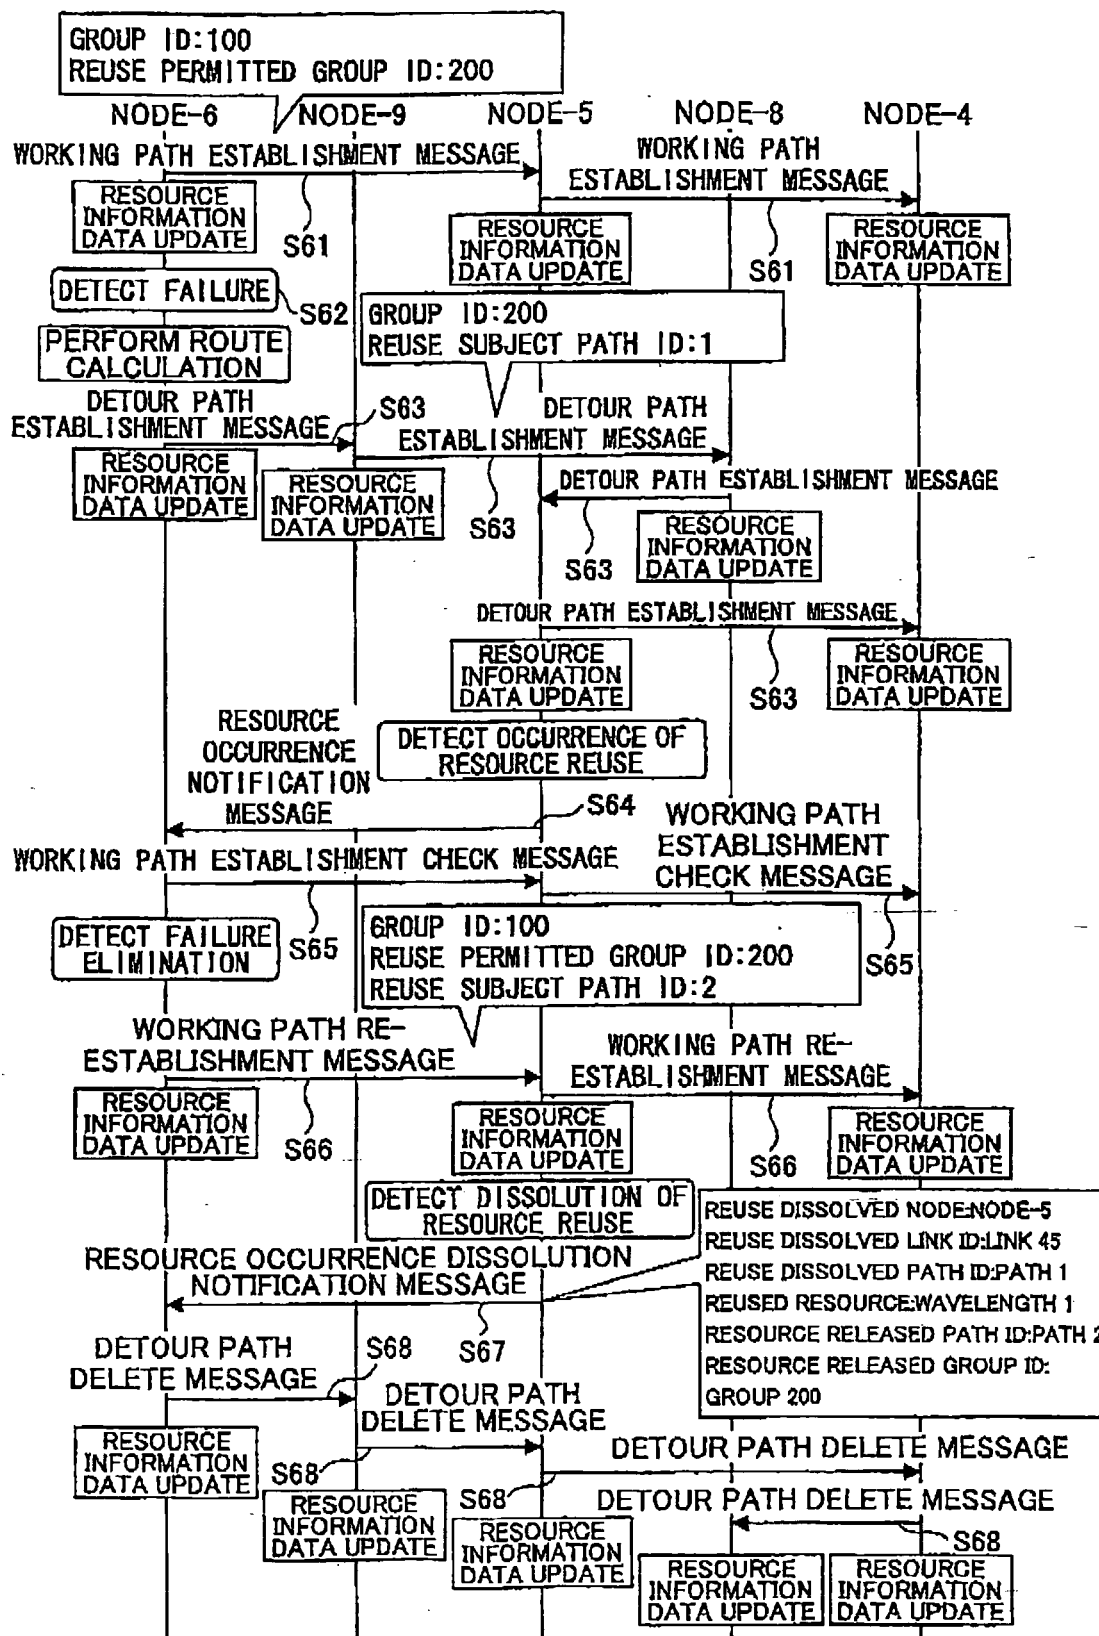 GROUP ID:100
REUSE PERMITTED GROUP ID:200
NODE-6
NODE-9
NODE-5
NODE-8
NODE-4
WORKING PATH ESTABLISHMENT MESSAGE
WORKING PATH
ESTABLISHMENT MESSAGE
RESOURCE
INFORMATION
DATA UPDATE
S61
RESOURCE
INFORMATION
DATA UPDATE
S61
RESOURCE
INFORMATION
DATA UPDATE
DETECT FAILURE
S62
GROUP ID:200
REUSE SUBJECT PATH ID:1
PERFORM ROUTE
CALCULATION
DETOUR PATH
ESTABLISHMENT MESSAGE
S63
DETOUR PATH
ESTABLISHMENT MESSAGE
RESOURCE
INFORMATION
DATA UPDATE
RESOURCE
INFORMATION
DATA UPDATE
S63
DETOUR PATH ESTABLISHMENT MESSAGE
S63
RESOURCE
INFORMATION
DATA UPDATE
DETOUR PATH ESTABLISHMENT MESSAGE
RESOURCE
INFORMATION
DATA UPDATE
S63
RESOURCE
INFORMATION
DATA UPDATE
RESOURCE
OCCURRENCE
NOTIFICATION
MESSAGE
DETECT OCCURRENCE OF
RESOURCE REUSE
S64
WORKING PATH ESTABLISHMENT CHECK MESSAGE
WORKING PATH
ESTABLISHMENT
CHECK MESSAGE
DETECT FAILURE
ELIMINATION
S65
GROUP ID:100
REUSE PERMITTED GROUP ID:200
REUSE SUBJECT PATH ID:2
S65
WORKING PATH RE-
ESTABLISHMENT MESSAGE
WORKING PATH RE-
ESTABLISHMENT MESSAGE
RESOURCE
INFORMATION
DATA UPDATE
S66
RESOURCE
INFORMATION
DATA UPDATE
S66
RESOURCE
INFORMATION
DATA UPDATE
DETECT DISSOLUTION OF
RESOURCE REUSE
REUSE DISSOLVED NODE:NODE-5
REUSE DISSOLVED LINK ID:LINK 45
REUSE DISSOLVED PATH ID:PATH 1
REUSED RESOURCE:WAVELENGTH 1
RESOURCE RELEASED PATH ID:PATH 2
RESOURCE RELEASED GROUP ID:
GROUP 200
RESOURCE OCCURRENCE DISSOLUTION
NOTIFICATION MESSAGE
S67
DETOUR PATH
DELETE MESSAGE
S68
DETOUR PATH
DELETE MESSAGE
RESOURCE
INFORMATION
DATA UPDATE
S68
DETOUR PATH DELETE MESSAGE
S68
DETOUR PATH DELETE MESSAGE
S68
RESOURCE
INFORMATION
DATA UPDATE
RESOURCE
INFORMATION
DATA UPDATE
RESOURCE
INFORMATION
DATA UPDATE
RESOURCE
INFORMATION
DATA UPDATE